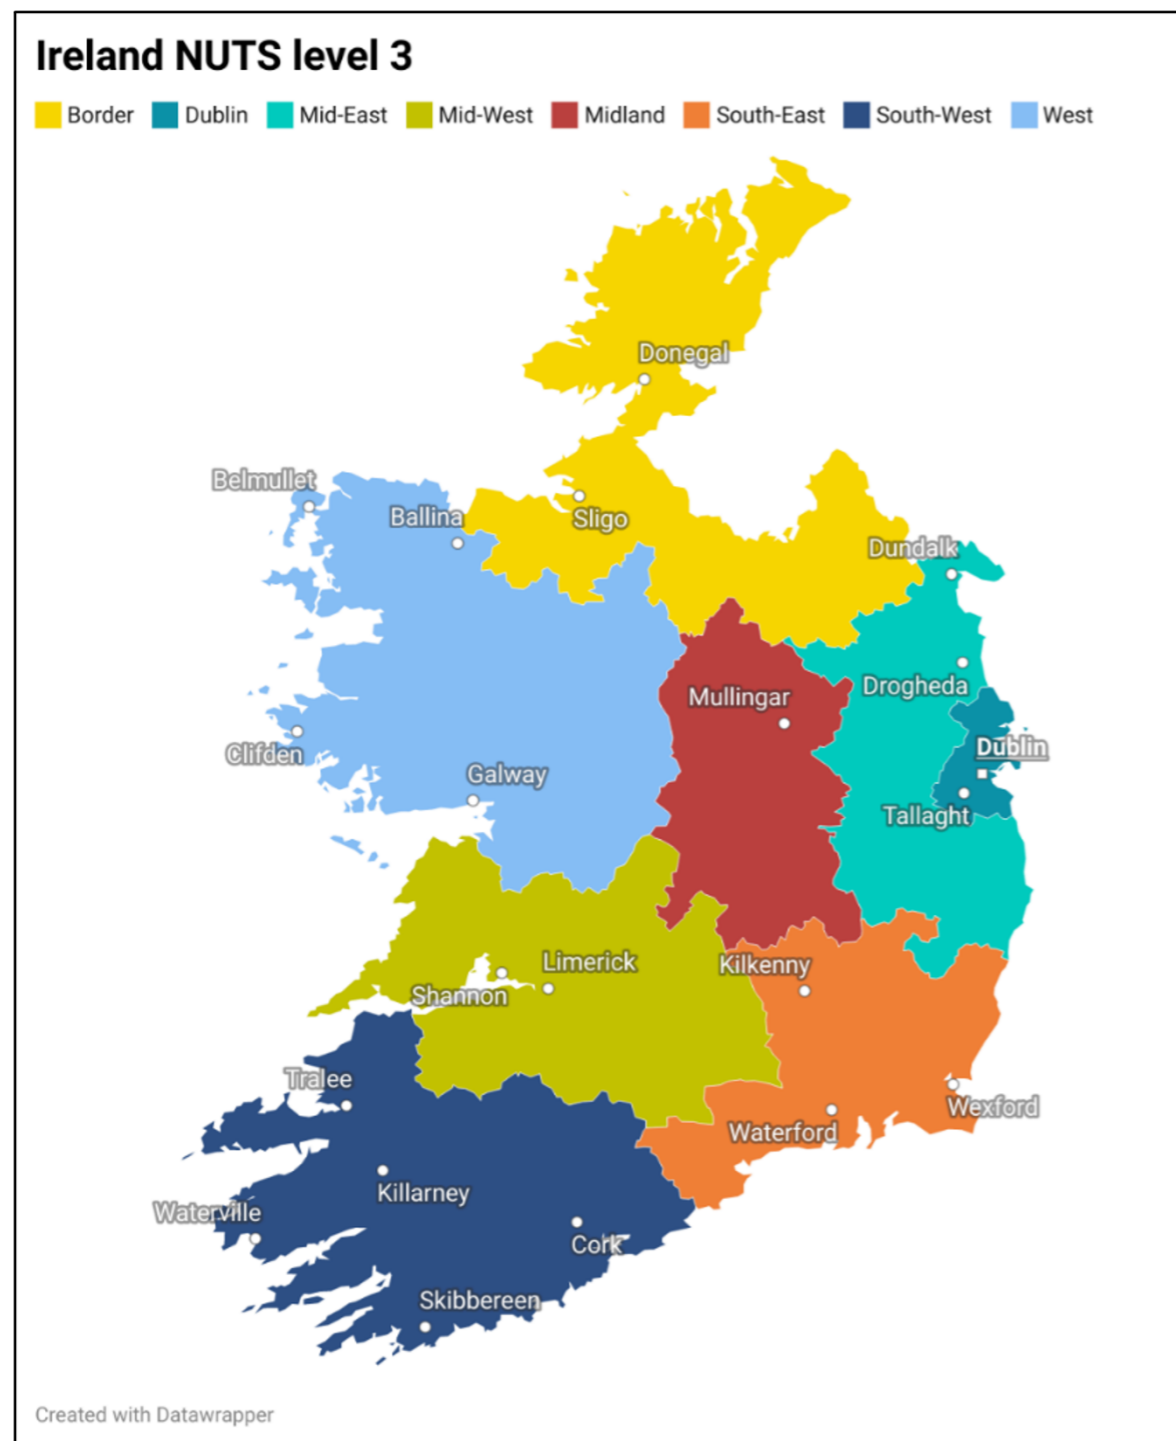 Ireland NUTS level 3
Border Dublin Mid-East Mid-West Midland South-East South-West West
Donegal
Belmullet
Ballina
Sligo
Dundalk
Drogheda
Mullingar
Dublin
Clifden
Galway
Tallaght
Limerick
Kilkenny
Shannon
Tralee
Wexford
Waterford
Killarney
Waterville
Cork
Skibbereen
Created with Datawrapper